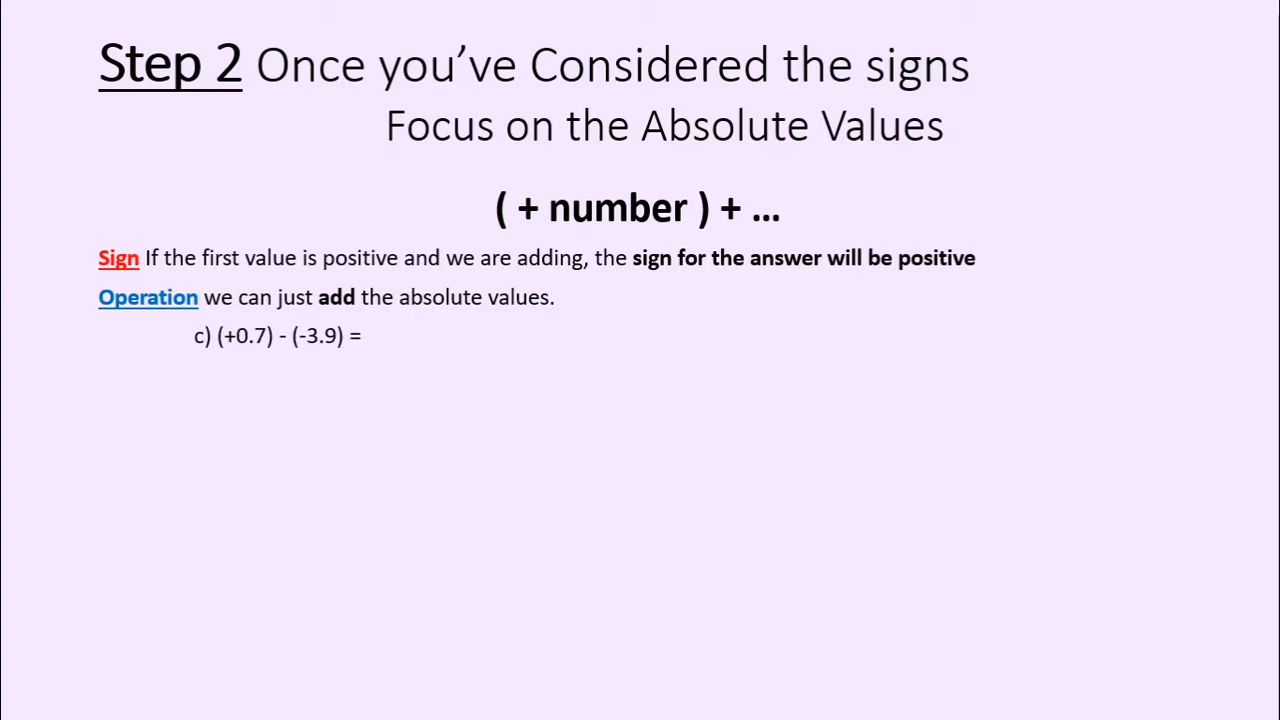 Step 2 Once you’ve Considered the signs
Focus on the Absolute Values
( + number ) + ...
Sign If the first value is positive and we are adding, the sign for the answer will be positive
Operation we can just add the absolute values.
c) (+0.7) - (-3.9) =